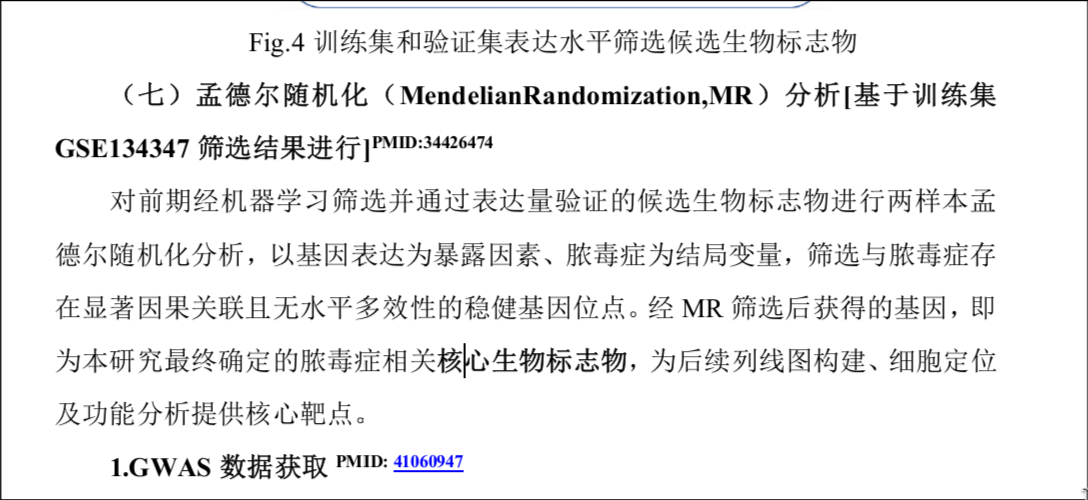 Fig.4 训练集和验证集表达水平筛选候选生物标志物
（七）孟德尔随机化（MendelianRandomization,MR）分析[基于训练集
GSE134347 筛选结果进行]PMID:34426474
对前期经机器学习筛选并通过表达量验证的候选生物标志物进行两样本孟
德尔随机化分析，以基因表达为暴露因素、脓毒症为结局变量，筛选与脓毒症存
在显著因果关联且无水平多效性的稳健基因位点。经 MR 筛选后获得的基因，即
为本研究最终确定的脓毒症相关核心生物标志物，为后续列线图构建、细胞定位
及功能分析提供核心靶点。
1.GWAS 数据获取 PMID: 41060947